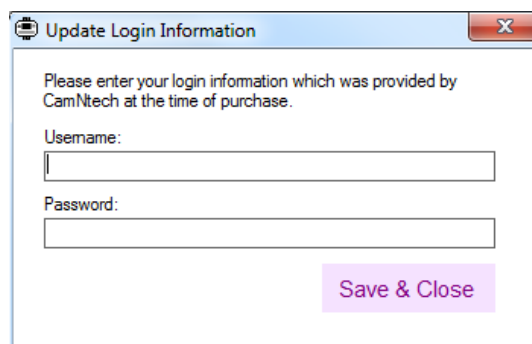 Update Login Information
Please enter your login information which was provided by
CamNtech at the time of purchase.
Username:
Password:
Save & Close